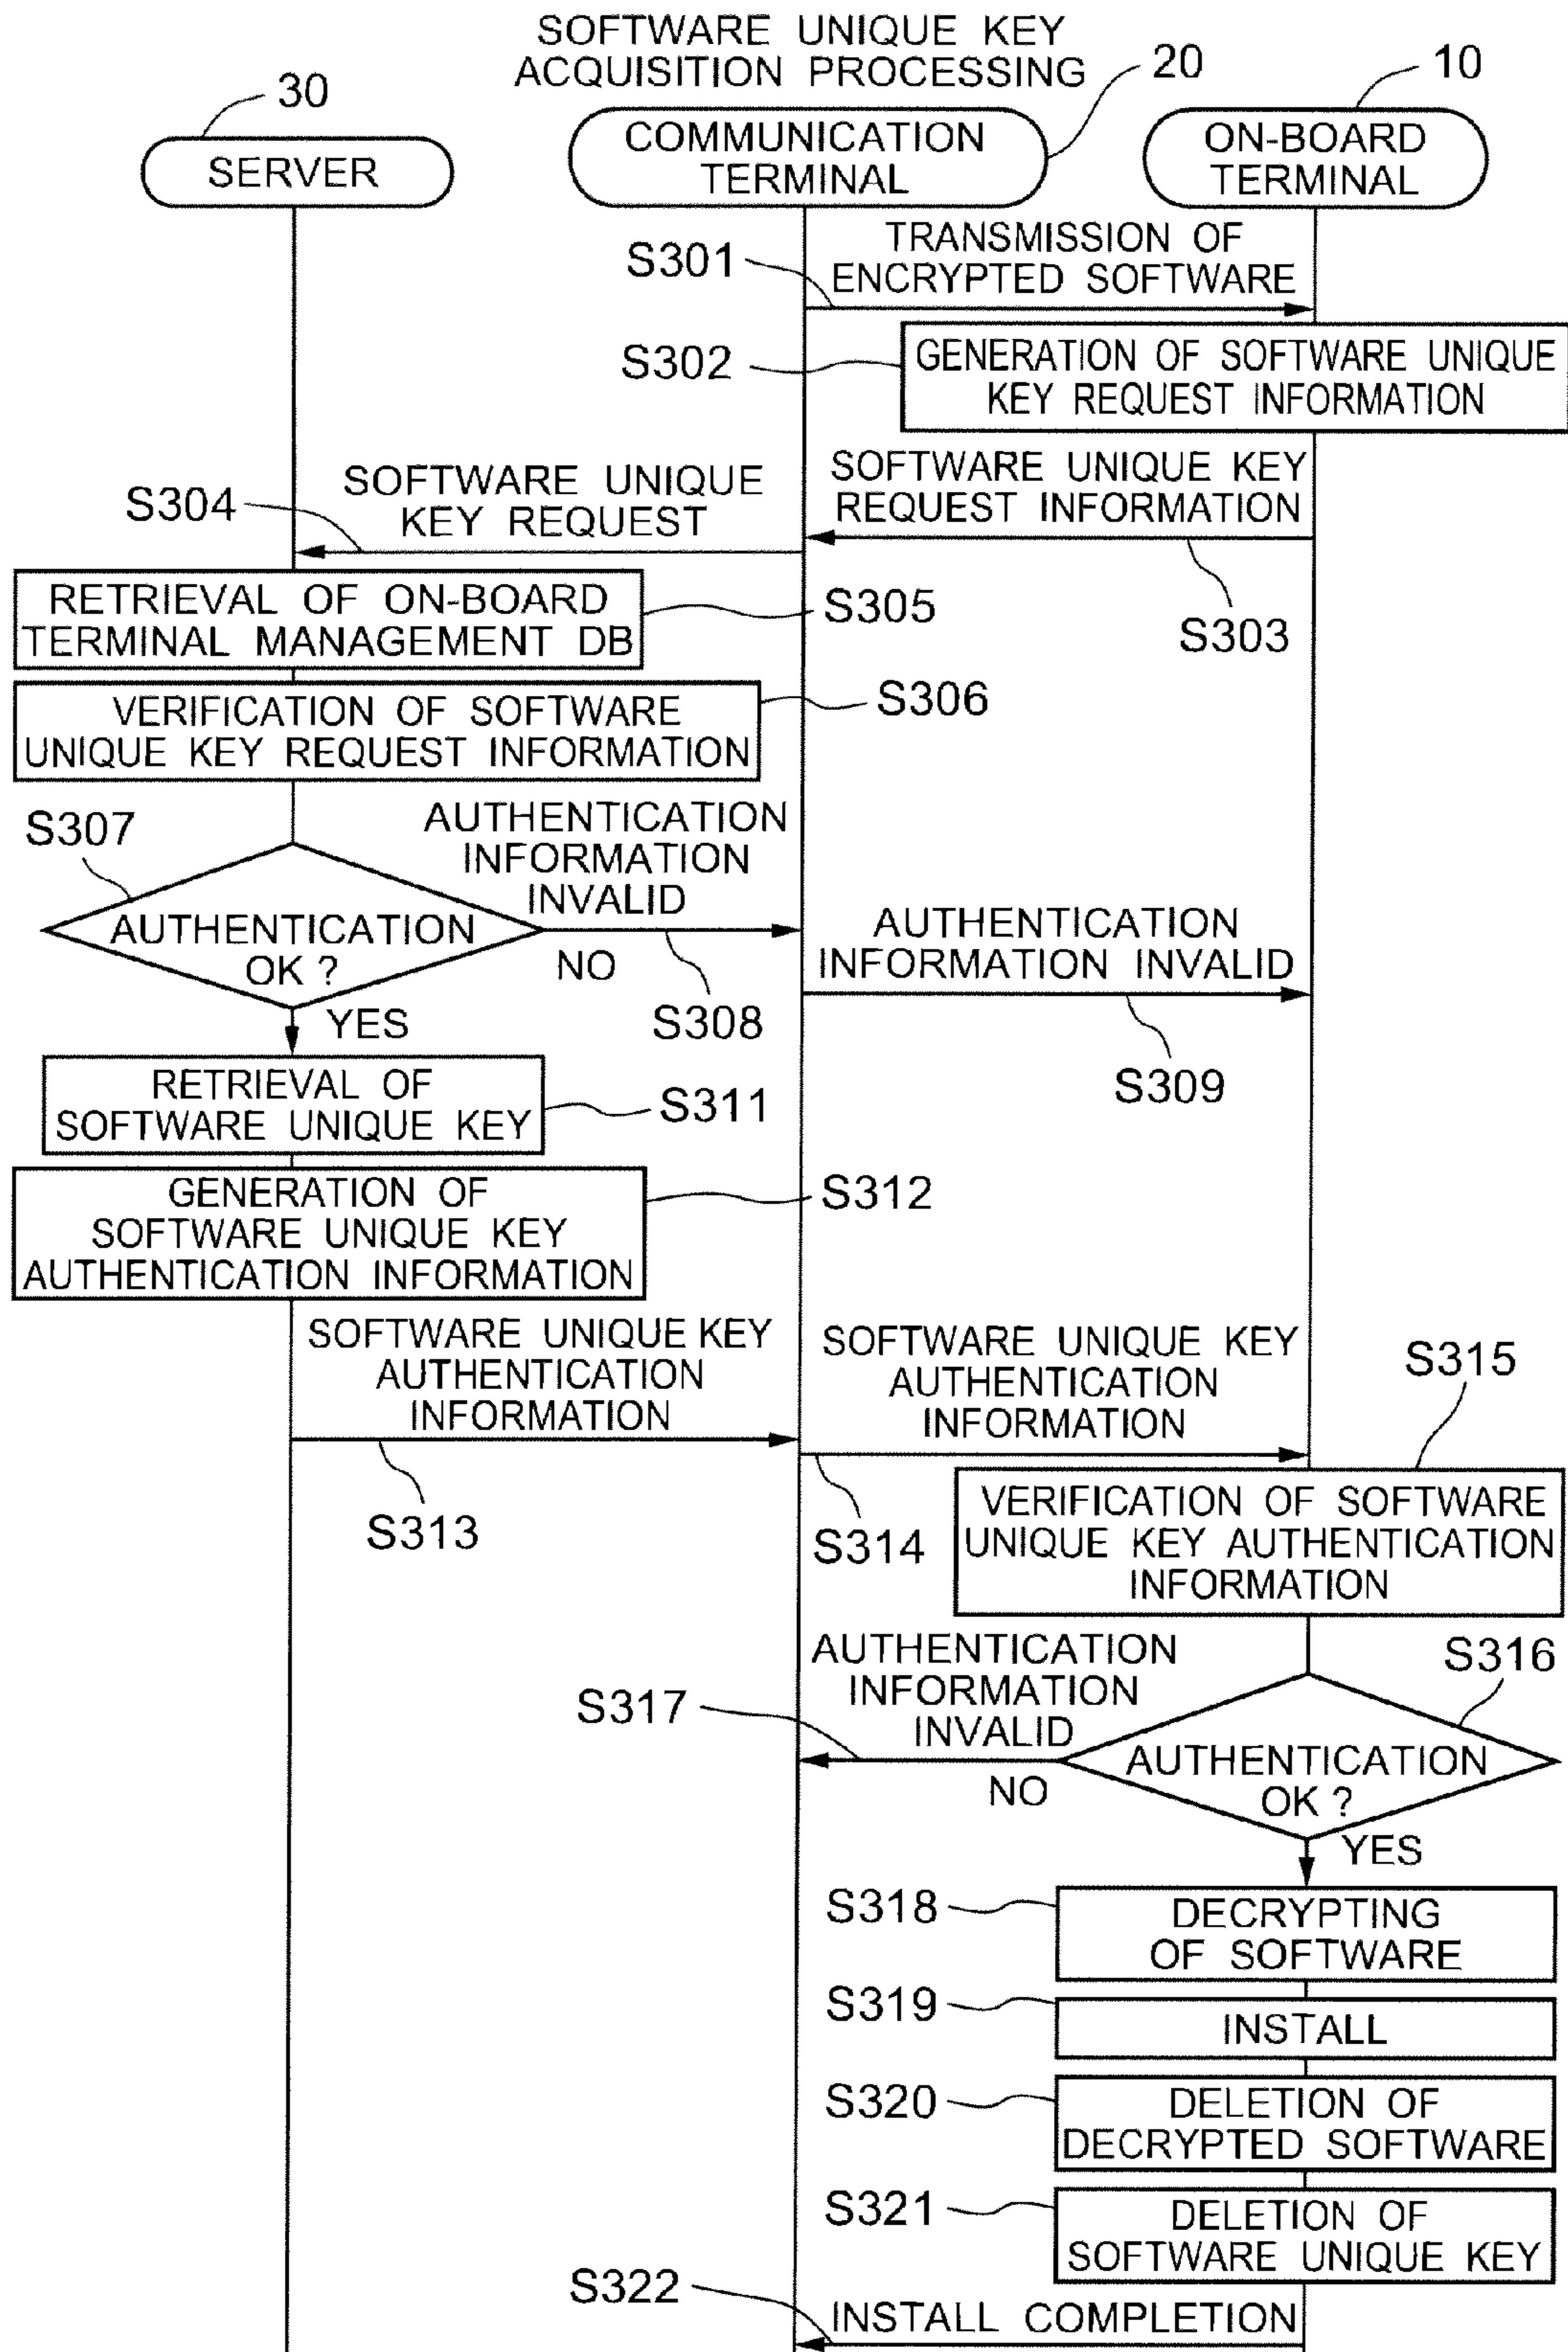 SOFTWARE UNIQUE KEY
ACQUISITION PROCESSING
30
20
10
SERVER
COMMUNICATION
TERMINAL
ON-BOARD
TERMINAL
S301
TRANSMISSION OF
ENCRYPTED SOFTWARE
S302
GENERATION OF SOFTWARE UNIQUE
KEY REQUEST INFORMATION
SOFTWARE UNIQUE KEY
REQUEST INFORMATION
S303
S304
SOFTWARE UNIQUE
KEY REQUEST
RETRIEVAL OF ON-BOARD
TERMINAL MANAGEMENT DB
S305
VERIFICATION OF SOFTWARE
UNIQUE KEY REQUEST INFORMATION
S306
S307
AUTHENTICATION
OK ?
AUTHENTICATION
INFORMATION
INVALID
NO
S308
AUTHENTICATION
INFORMATION INVALID
S309
YES
RETRIEVAL OF
SOFTWARE UNIQUE KEY
S311
GENERATION OF
SOFTWARE UNIQUE KEY
AUTHENTICATION INFORMATION
S312
SOFTWARE UNIQUE KEY
AUTHENTICATION
INFORMATION
S313
SOFTWARE UNIQUE KEY
AUTHENTICATION
INFORMATION
S314
S315
VERIFICATION OF SOFTWARE
UNIQUE KEY AUTHENTICATION
INFORMATION
S316
AUTHENTICATION
INFORMATION
INVALID
S317
AUTHENTICATION
OK ?
NO
YES
S318
DECRYPTING
OF SOFTWARE
S319
INSTALL
S320
DELETION OF
DECRYPTED SOFTWARE
S321
DELETION OF
SOFTWARE UNIQUE KEY
S322
INSTALL COMPLETION